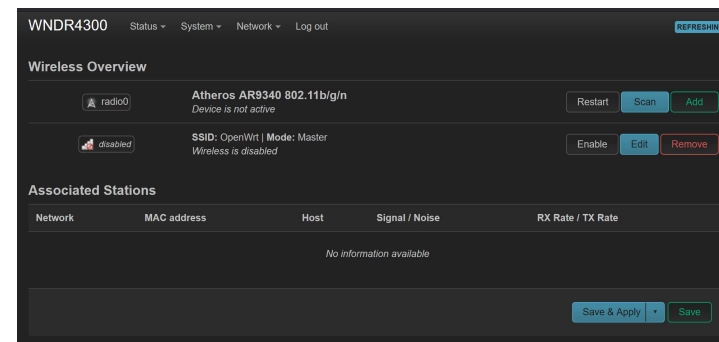 WNDR4300 Status System Network Log out REFRESHIN
Wireless Overview
radio0 Atheros AR9340 802.11b/g/n Restart Scan Add
Device is not active
disabled SSID: OpenWrt | Mode: Master Enable Edit Remove
Wireless is disabled
Associated Stations
Network MAC address Host Signal / Noise RX Rate / TX Rate
No information available
Save & Apply Save